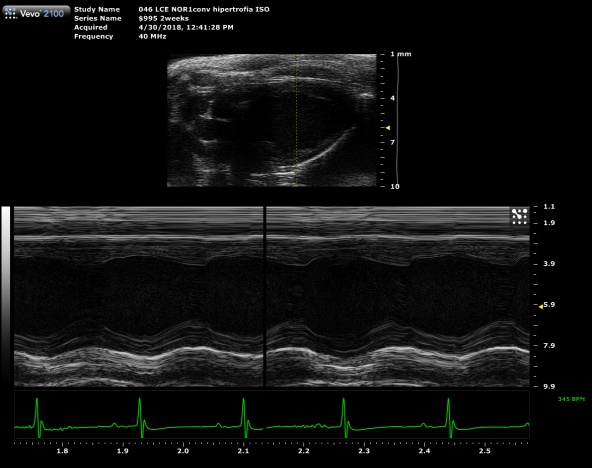 Vevo 2100
Study Name 046 LCE NOR1conv hipertrofia ISO
Series Name S995 2weeks
Acquired 4/30/2018, 12:41:28 PM
Frequency 40 MHz
1 mm
4
7
10
1.1
1.9
3.9
5.9
7.9
9.9
345 BPM
1.8 1.9 2.0 2.1 2.2 2.3 2.4 2.5